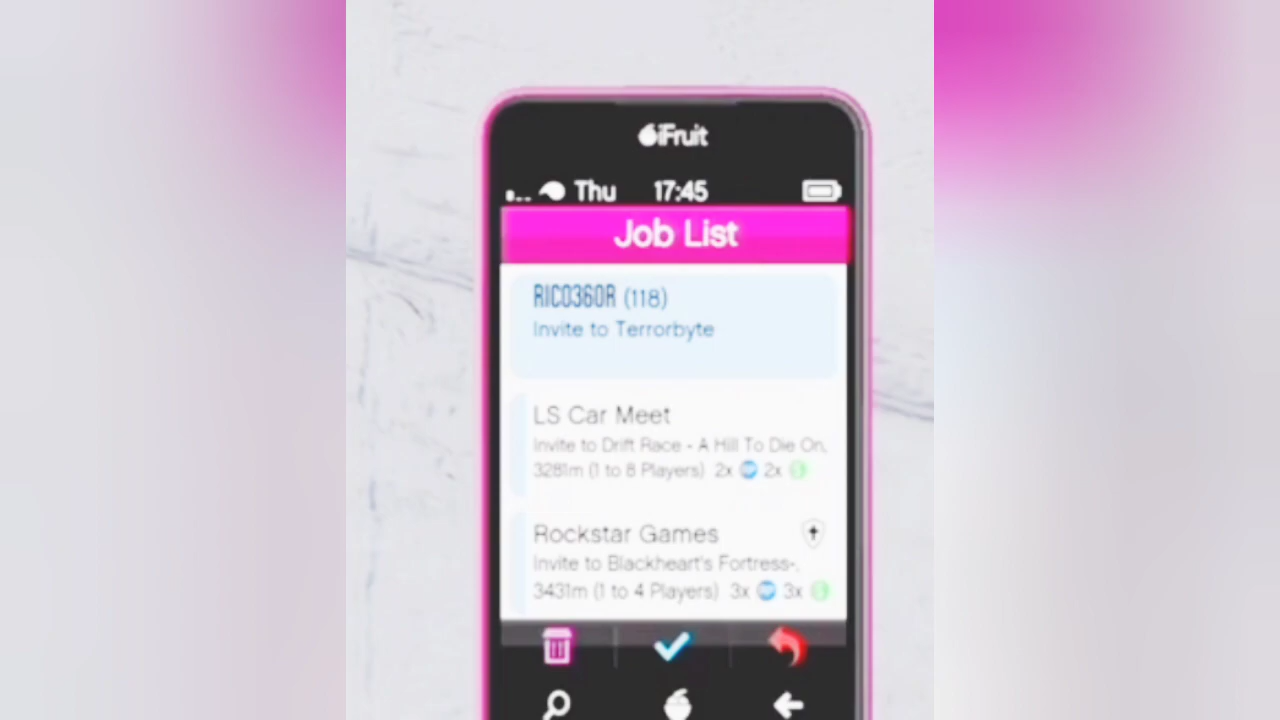 iFruit
Thu 17:45
Job List
RICO360R (118)
Invite to Terrorbyte
LS Car Meet
Invite to Drift Race - A Hill To Die On,
3281m (1 to 8 Players) 2x RP 2x $
Rockstar Games
Invite to Blackheart's Fortress-,
3431m (1 to 4 Players) 3x RP 3x $